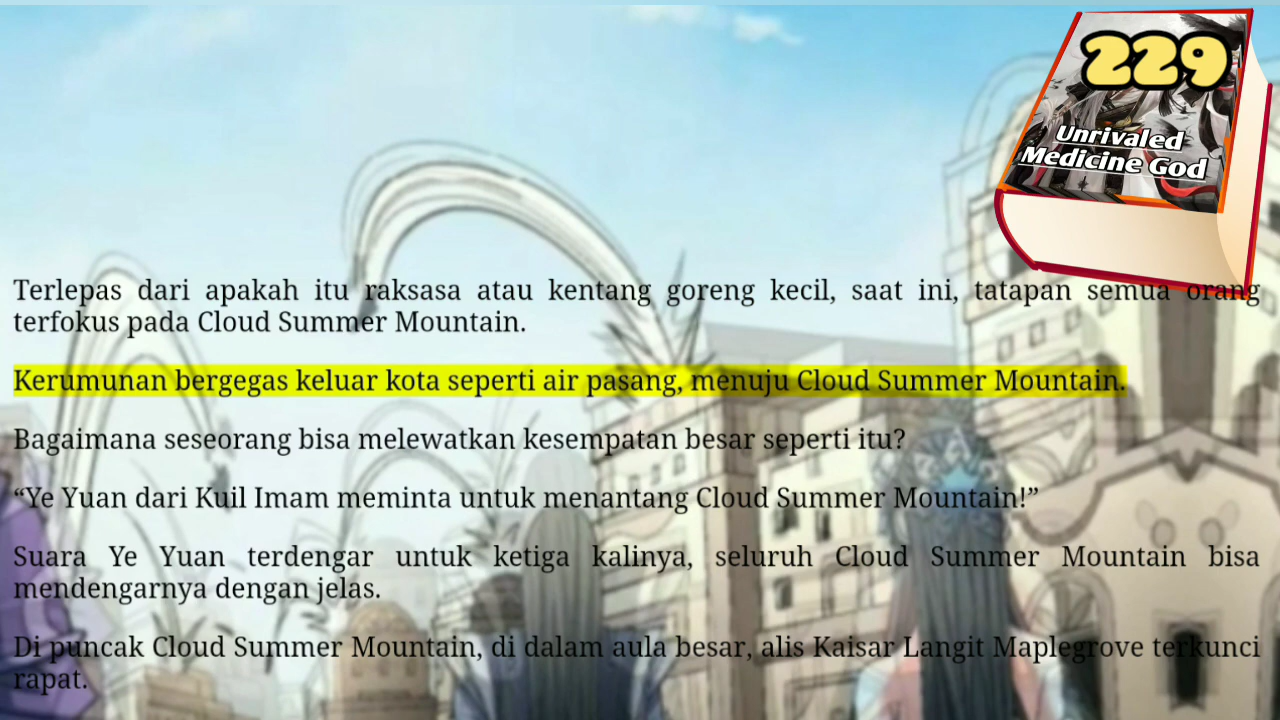 229
Unrivaled
Medicine God
Terlepas dari apakah itu raksasa atau kentang goreng kecil, saat ini, tatapan semua orang
terfokus pada Cloud Summer Mountain.
Kerumunan bergegas keluar kota seperti air pasang, menuju Cloud Summer Mountain.
Bagaimana seseorang bisa melewatkan kesempatan besar seperti itu?
“Ye Yuan dari Kuil Imam meminta untuk menantang Cloud Summer Mountain!”
Suara Ye Yuan terdengar untuk ketiga kalinya, seluruh Cloud Summer Mountain bisa
mendengarnya dengan jelas.
Di puncak Cloud Summer Mountain, di dalam aula besar, alis Kaisar Langit Maplegrove terkunci
rapat.